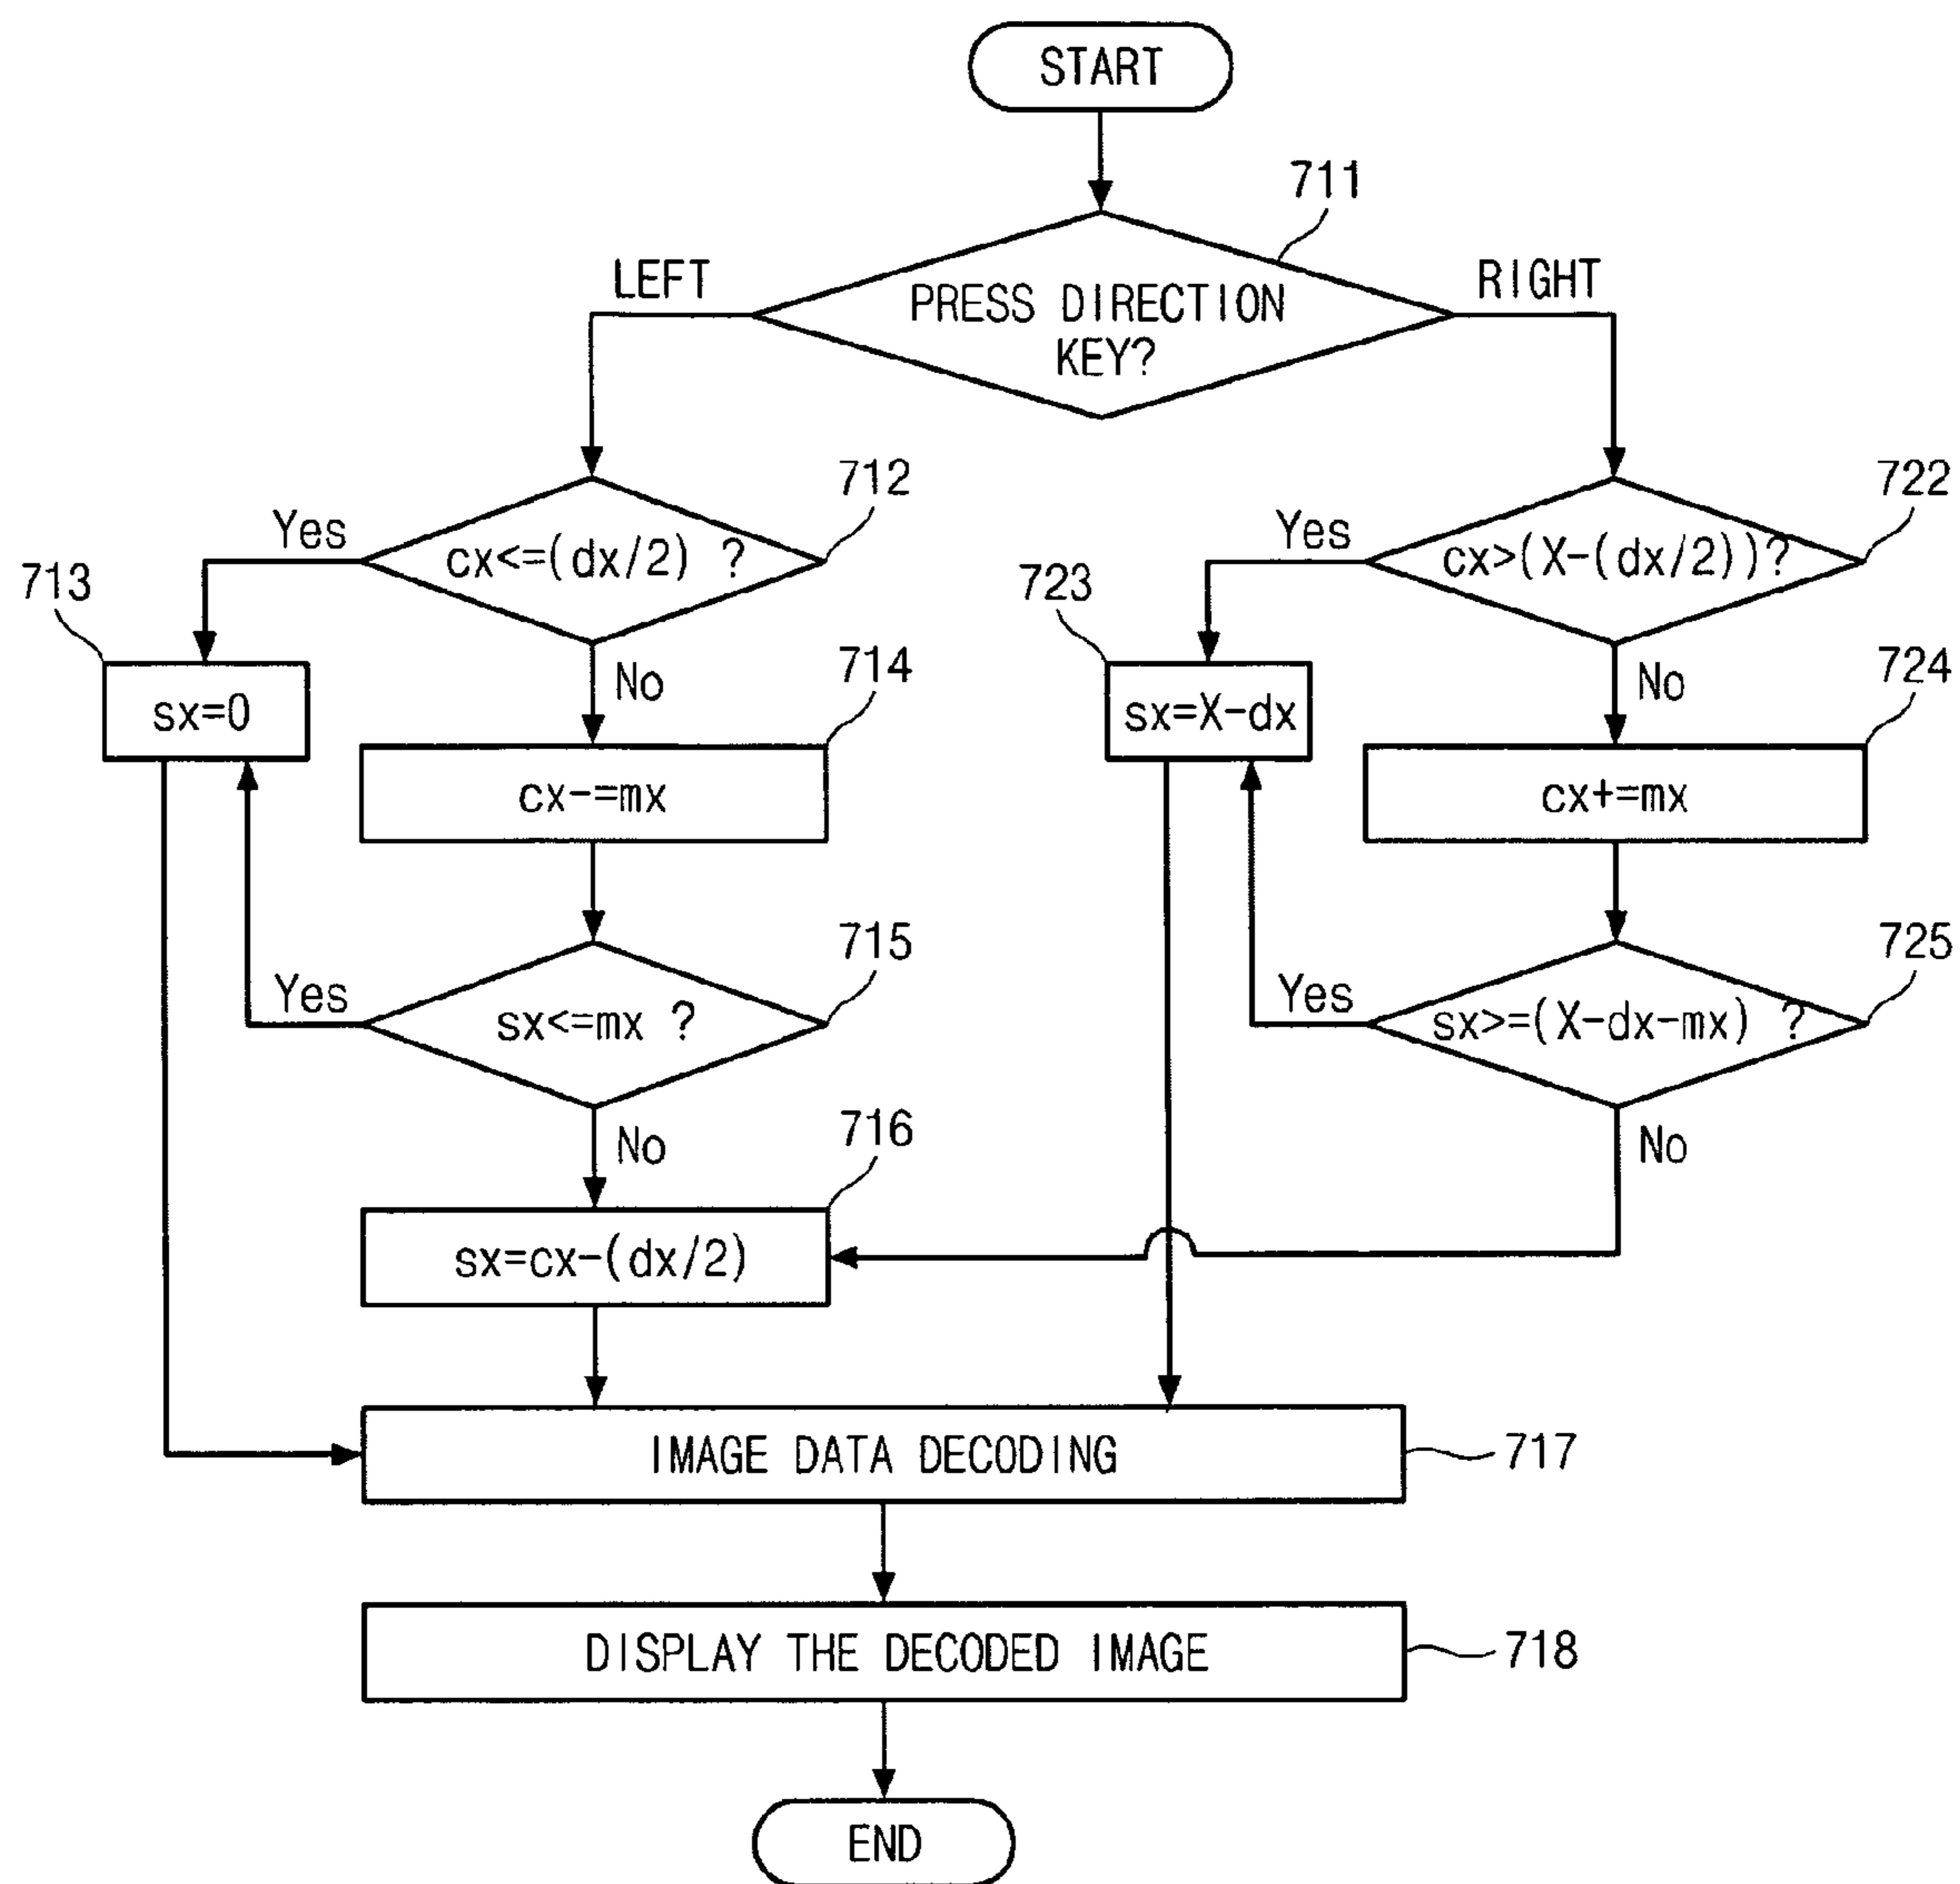 START
711
LEFT
RIGHT
PRESS DIRECTION
KEY?
712
722
Yes
cx<=(dx/2) ?
Yes
cx>(X-(dx/2))?
713
723
No
714
No
724
sx=0
sx=X-dx
cx-=mx
cx+=mx
715
725
Yes
sx<=mx ?
Yes
sx>=(X-dx-mx) ?
No
716
No
sx=cx-(dx/2)
IMAGE DATA DECODING
717
DISPLAY THE DECODED IMAGE
718
END